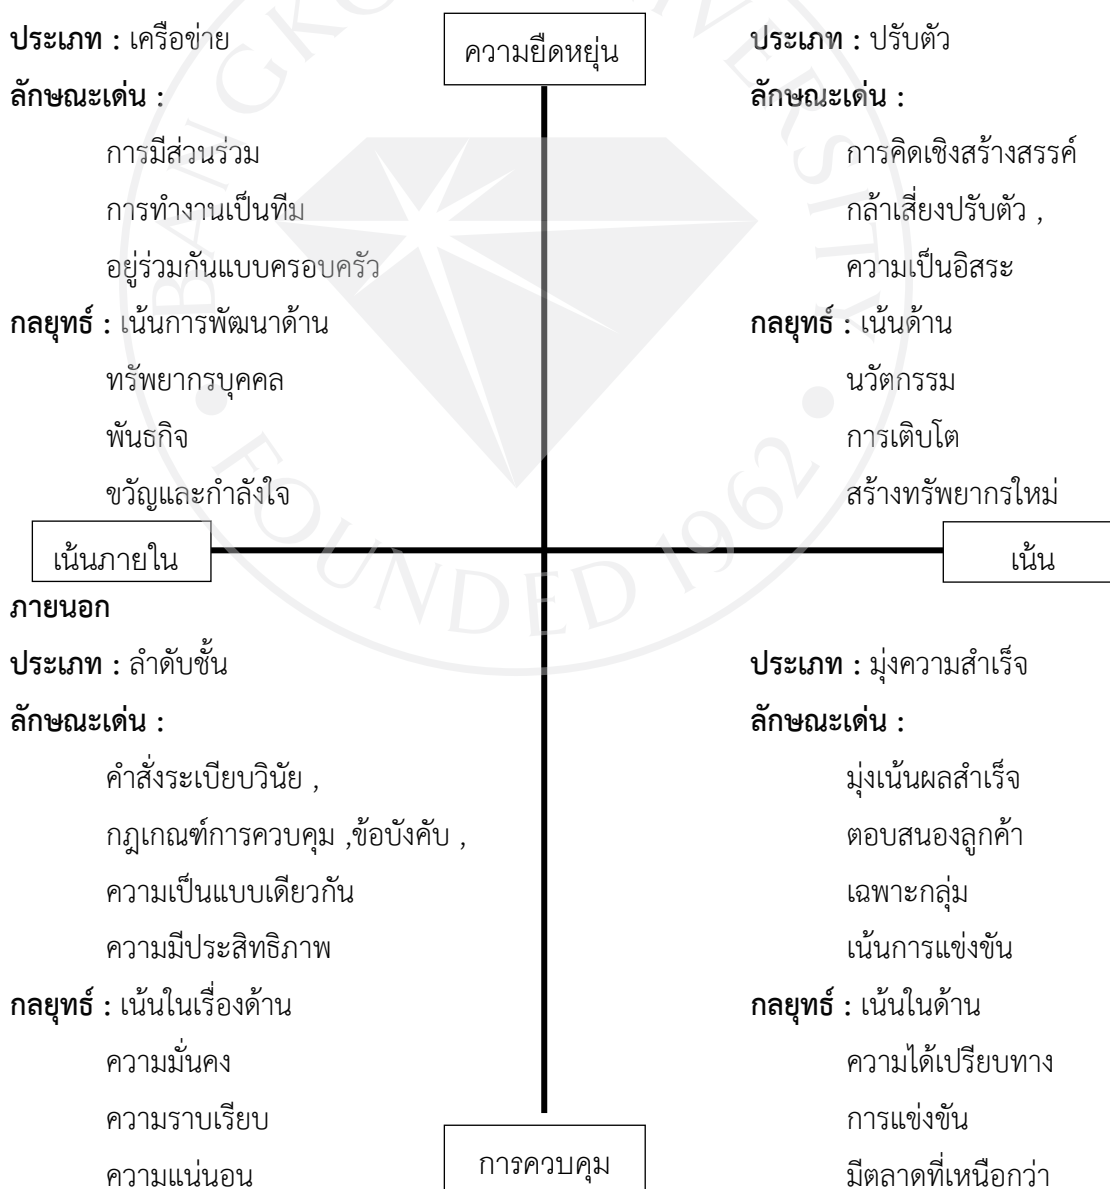 ความยืดหยุ่น
ประเภท : เครือข่าย
ลักษณะเด่น :
การมีส่วนร่วม
การทำงานเป็นทีม
อยู่ร่วมกันแบบครอบครัว
กลยุทธ์ : เน้นการพัฒนาด้าน
ทรัพยากรบุคคล
พันธกิจ
ขวัญและกำลังใจ
ประเภท : ปรับตัว
ลักษณะเด่น :
การคิดเชิงสร้างสรรค์
กล้าเสี่ยงปรับตัว ,
ความเป็นอิสระ
กลยุทธ์ : เน้นด้าน
นวัตกรรม
การเติบโต
สร้างทรัพยากรใหม่
เน้นภายใน
เน้น
ภายนอก
ประเภท : ลำดับชั้น
ลักษณะเด่น :
คำสั่งระเบียบวินัย ,
กฎเกณฑ์การควบคุม ,ข้อบังคับ ,
ความเป็นแบบเดียวกัน
ความมีประสิทธิภาพ
กลยุทธ์ : เน้นในเรื่องด้าน
ความมั่นคง
ความราบเรียบ
ความแน่นอน
ประเภท : มุ่งความสำเร็จ
ลักษณะเด่น :
มุ่งเน้นผลสำเร็จ
ตอบสนองลูกค้า
เฉพาะกลุ่ม
เน้นการแข่งขัน
กลยุทธ์ : เน้นในด้าน
ความได้เปรียบทาง
การแข่งขัน
มีตลาดที่เหนือกว่า
การควบคุม
FOUNDED 1962